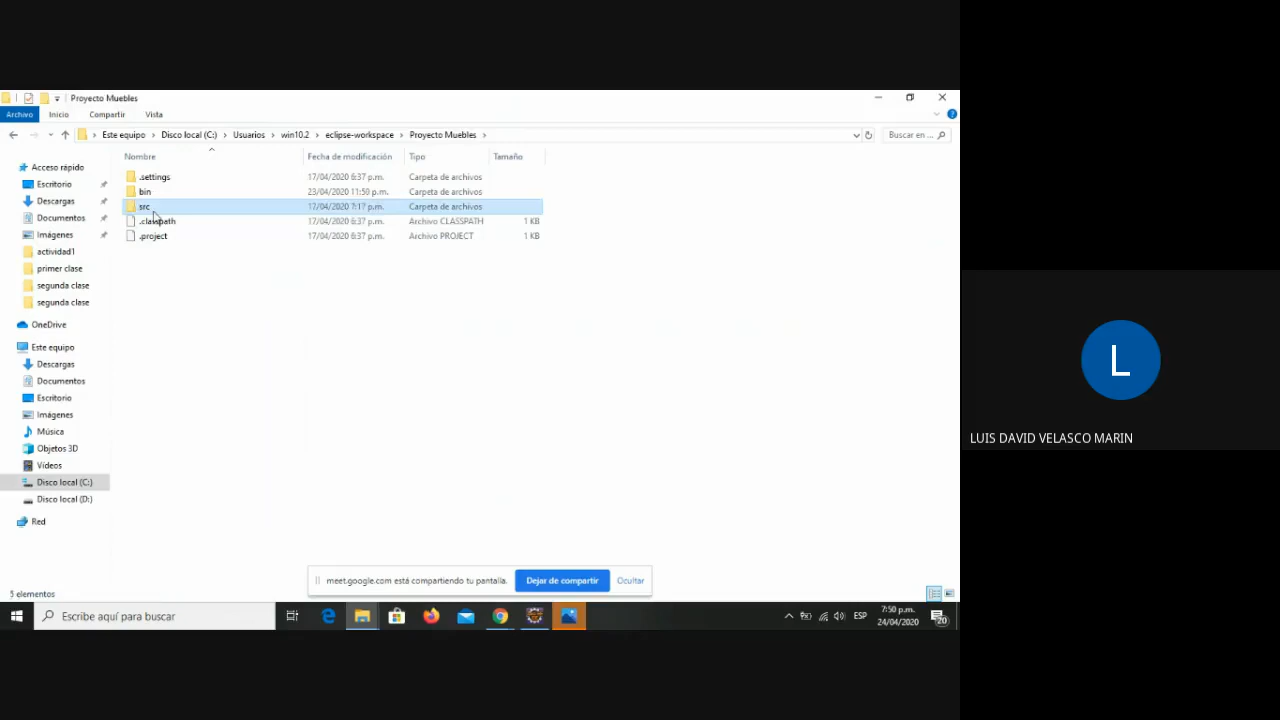 Proyecto Muebles
Archivo Inicio Compartir Vista
Este equipo > Disco local (C:) > Usuarios > win10.2 > eclipse-workspace > Proyecto Muebles >
Buscar en ...
Nombre Fecha de modificación Tipo Tamaño
.settings 17/04/2020 6:37 p.m. Carpeta de archivos
bin 23/04/2020 11:50 p.m. Carpeta de archivos
src 17/04/2020 7:17 p.m. Carpeta de archivos
.classpath 17/04/2020 6:37 p.m. Archivo CLASSPATH 1 KB
.project 17/04/2020 6:37 p.m. Archivo PROJECT 1 KB
Acceso rápido
Escritorio
Descargas
Documentos
Imágenes
actividad1
primer clase
segunda clase
segunda clase
OneDrive
Este equipo
Descargas
Documentos
Escritorio
Imágenes
Música
Objetos 3D
Vídeos
Disco local (C:)
Disco local (D:)
Red
5 elementos
meet.google.com está compartiendo tu pantalla. Dejar de compartir Ocultar
Escribe aquí para buscar
ESP
7:50 p.m.
24/04/2020
20
L
LUIS DAVID VELASCO MARIN